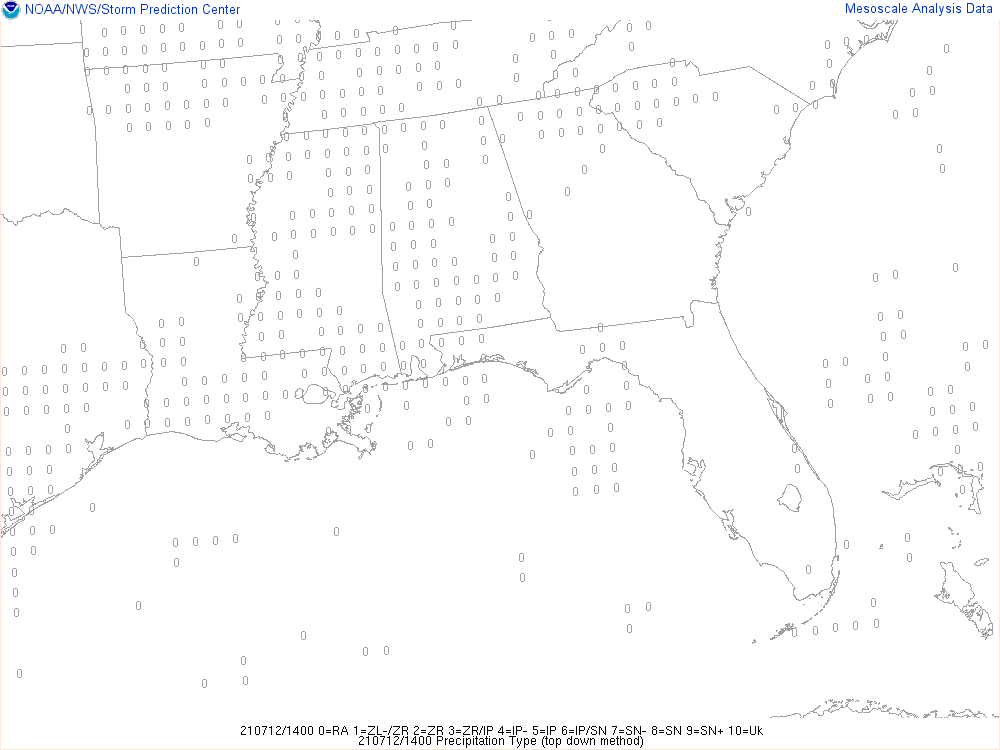 NOAA/NWS/Storm Prediction Center
Mesoscale Analysis Data
210712/1400 0=RA 1=ZL-/ZR 2=ZR 3=ZR/IP 4=IP- 5=IP 6=IP/SN 7=SN- 8=SN 9=SN+ 10=Uk
210712/1400 Precipitation Type (top down method)